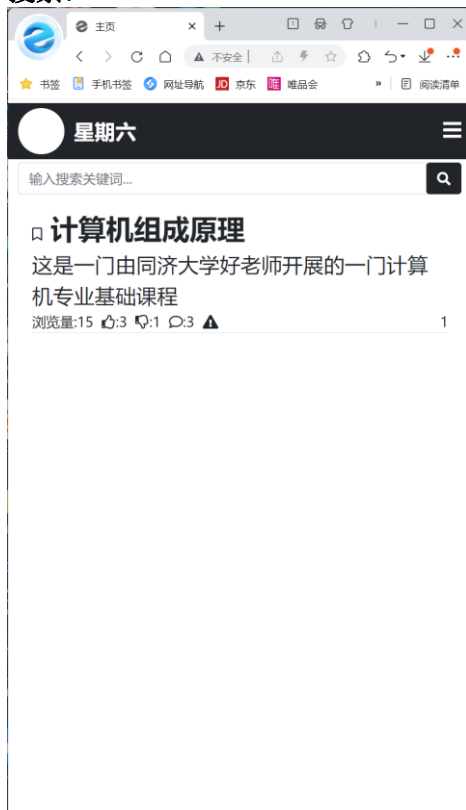 主页
不安全
书签 手机书签 网址导航 JD 京东 唯 唯品会 » 阅读清单
星期六
输入搜索关键词...
计算机组成原理
这是一门由同济大学好老师开展的一门计算
机专业基础课程
浏览量:15 :3 :1 :3 1